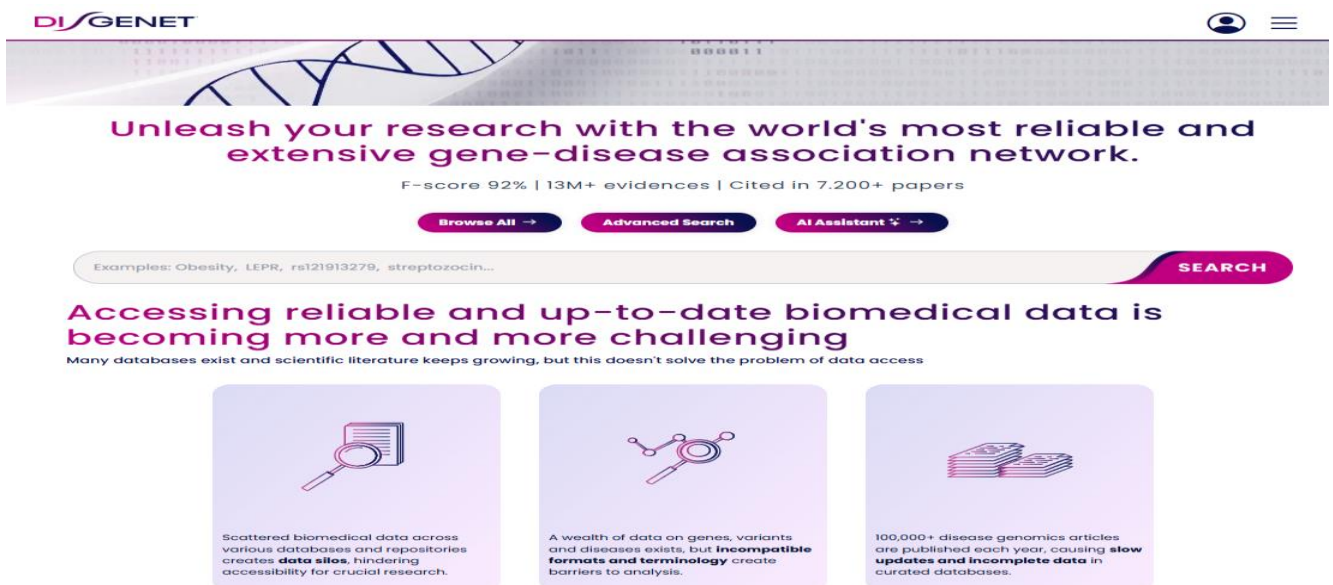 DISGENET
000011
Unleash your research with the world's most reliable and
extensive gene-disease association network.
F-score 92% | 13M+ evidences | Cited in 7.200+ papers
Browse All →
Advanced Search
AI Assistant →
Examples: Obesity, LEPR, rs121913279, streptozocin...
SEARCH
Accessing reliable and up-to-date biomedical data is
becoming more and more challenging
Many databases exist and scientific literature keeps growing, but this doesn't solve the problem of data access
Scattered biomedical data across
various databases and repositories
creates data silos, hindering
accessibility for crucial research.
A wealth of data on genes, variants
and diseases exists, but incompatible
formats and terminology create
barriers to analysis.
100,000+ disease genomics articles
are published each year, causing slow
updates and incomplete data in
curated databases.